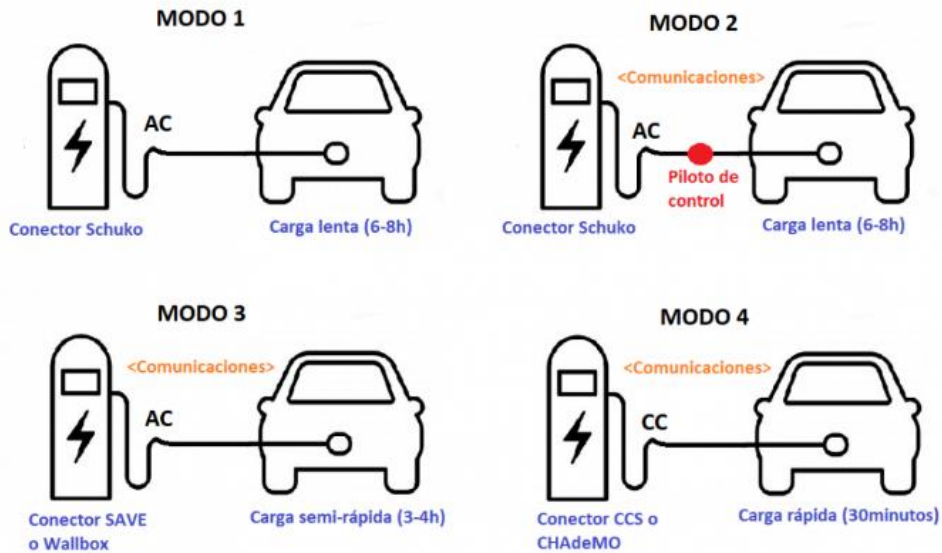 MODO 1
AC
Conector Schuko
Carga lenta (6-8h)
MODO 2
<Comunicaciones>
AC
Piloto de
control
Conector Schuko
Carga lenta (6-8h)
MODO 3
<Comunicaciones>
AC
Conector SAVE
o Wallbox
Carga semi-rápida (3-4h)
MODO 4
<Comunicaciones>
CC
Conector CCS o
CHAdeMO
Carga rápida (30minutos)